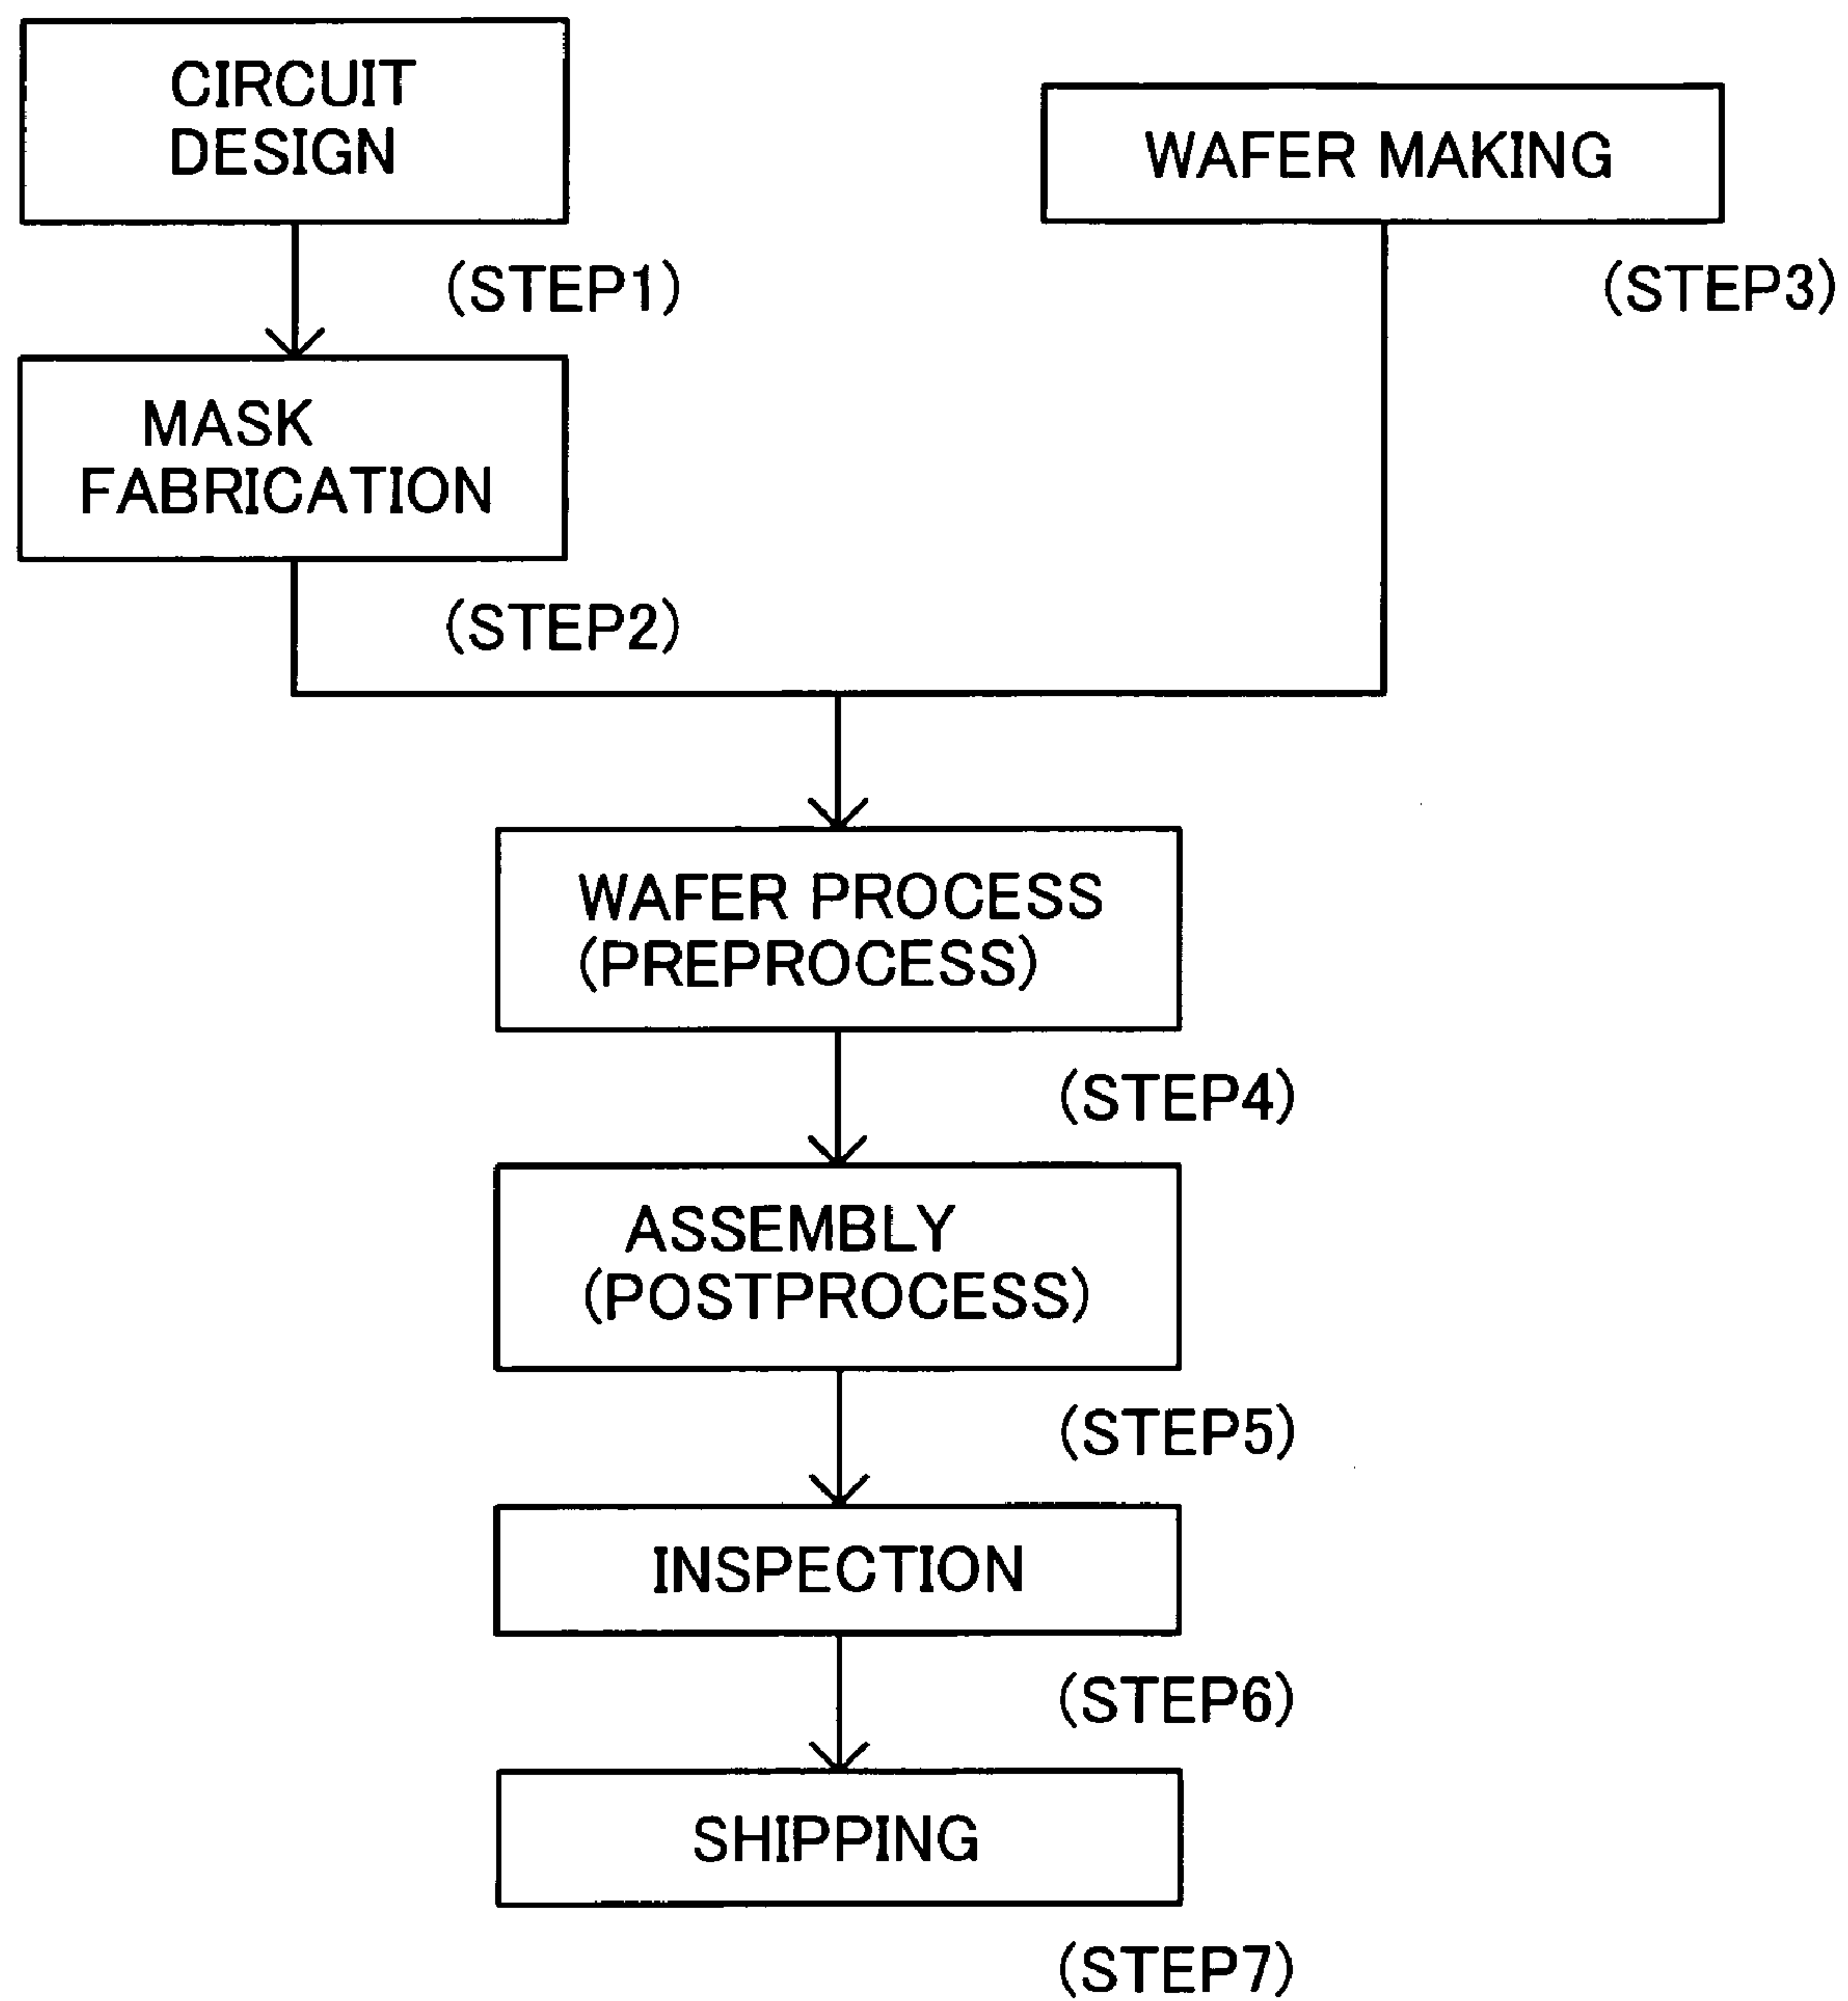 CIRCUIT
DESIGN
WAFER MAKING
(STEP1)
(STEP3)
MASK
FABRICATION
(STEP2)
WAFER PROCESS
(PREPROCESS)
(STEP4)
ASSEMBLY
(POSTPROCESS)
(STEP5)
INSPECTION
(STEP6)
SHIPPING
(STEP7)